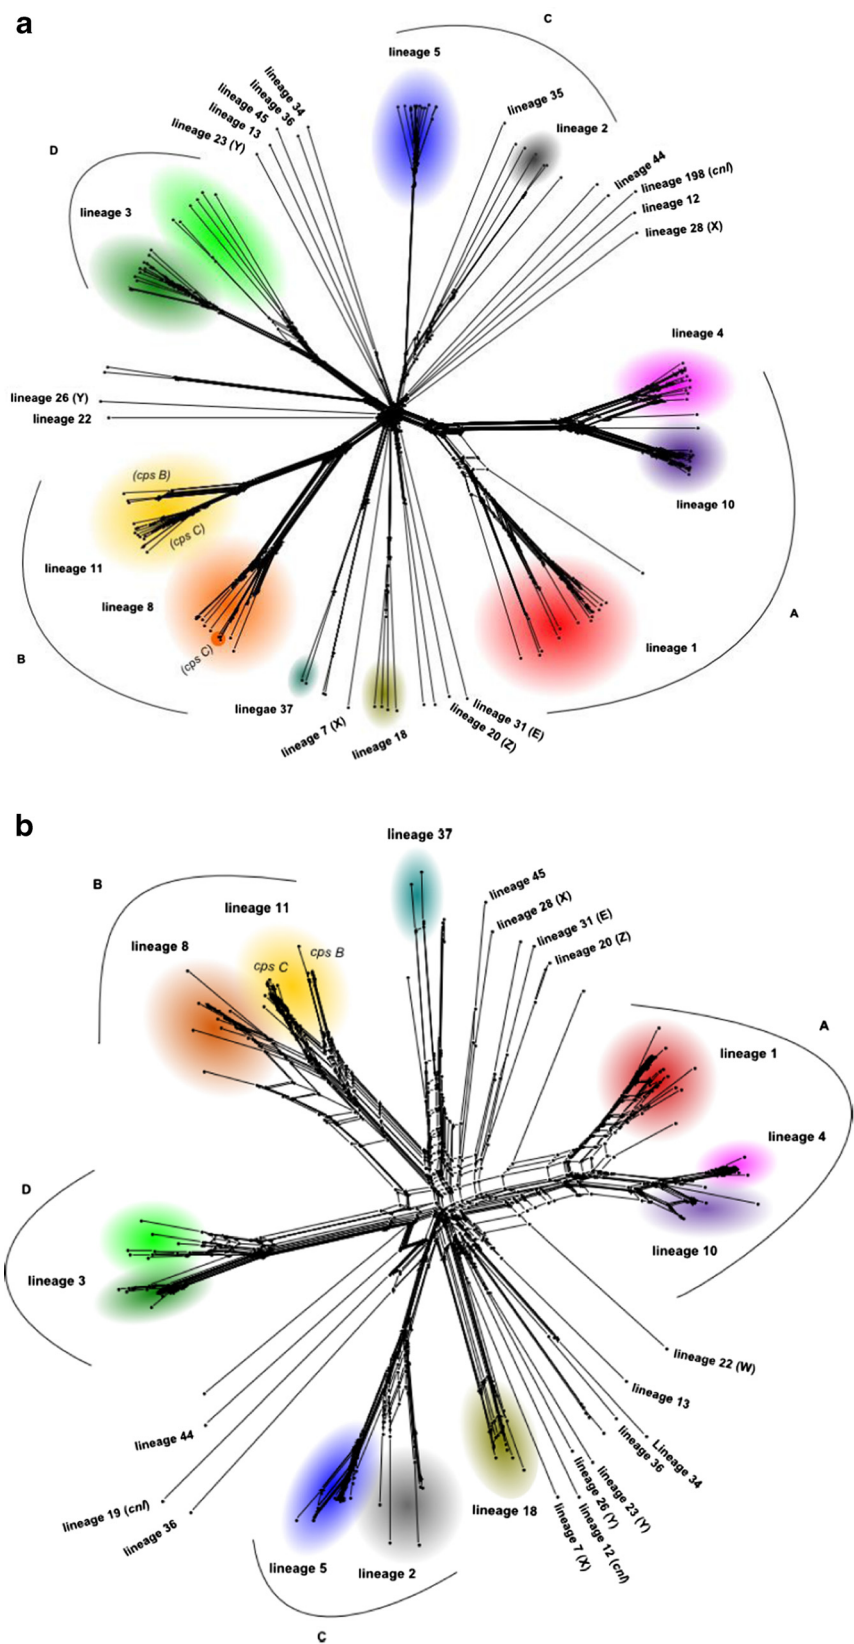 a
C
lineage 5
lineage 34
lineage 36
lineage 45
lineage 13
lineage 23 (Y)
lineage 35
lineage 2
D
lineage 3
lineage 44
lineage 198 (cnl)
lineage 12
lineage 28 (X)
lineage 4
lineage 26 (Y)
lineage 22
(cps B)
(cps C)
lineage 10
lineage 11
lineage 8
A
(cps C)
lineage 1
B
linegae 37
lineage 7 (X)
lineage 18
lineage 31 (E)
lineage 20 (Z)
b
lineage 37
B
lineage 11
lineage 45
lineage 28 (X)
lineage 31 (E)
lineage 20 (Z)
lineage 8
cps B
cps C
A
lineage 1
lineage 4
D
lineage 10
lineage 3
lineage 22 (W)
lineage 13
lineage 44
Lineage 34
lineage 36
lineage 23 (Y)
lineage 26 (Y)
lineage 12 (cnl)
lineage 7 (X)
lineage 18
lineage 19 (cnl)
lineage 36
lineage 5
lineage 2
C